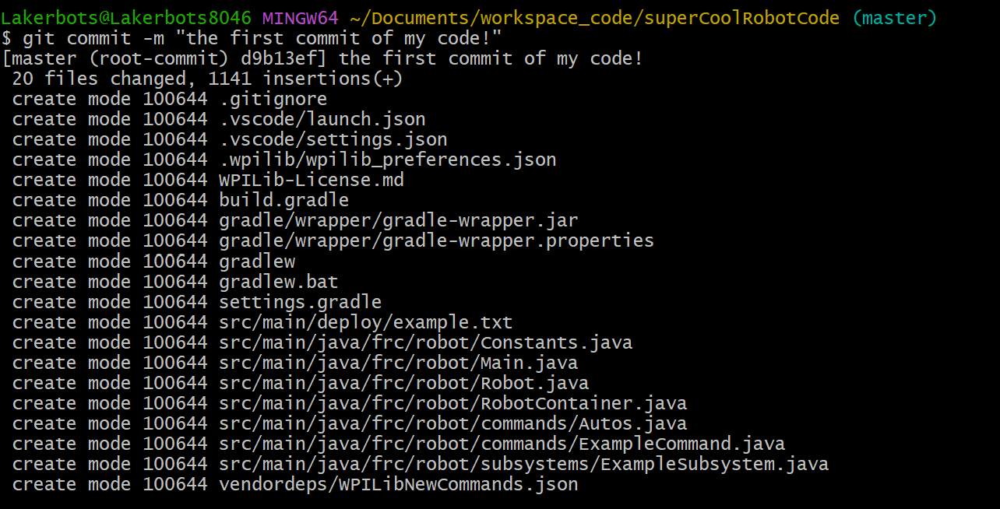 Lakerbots@Lakerbots8046 MINGW64 ~/Documents/workspace_code/superCoolRobotCode (master)
$ git commit -m "the first commit of my code!"
[master (root-commit) d9b13ef] the first commit of my code!
 20 files changed, 1141 insertions(+)
 create mode 100644 .gitignore
 create mode 100644 .vscode/launch.json
 create mode 100644 .vscode/settings.json
 create mode 100644 .wpilib/wpilib_preferences.json
 create mode 100644 WPILib-License.md
 create mode 100644 build.gradle
 create mode 100644 gradle/wrapper/gradle-wrapper.jar
 create mode 100644 gradle/wrapper/gradle-wrapper.properties
 create mode 100644 gradlew
 create mode 100644 gradlew.bat
 create mode 100644 settings.gradle
 create mode 100644 src/main/deploy/example.txt
 create mode 100644 src/main/java/frc/robot/Constants.java
 create mode 100644 src/main/java/frc/robot/Main.java
 create mode 100644 src/main/java/frc/robot/Robot.java
 create mode 100644 src/main/java/frc/robot/RobotContainer.java
 create mode 100644 src/main/java/frc/robot/commands/Autos.java
 create mode 100644 src/main/java/frc/robot/commands/ExampleCommand.java
 create mode 100644 src/main/java/frc/robot/subsystems/ExampleSubsystem.java
 create mode 100644 vendordeps/WPILibNewCommands.json